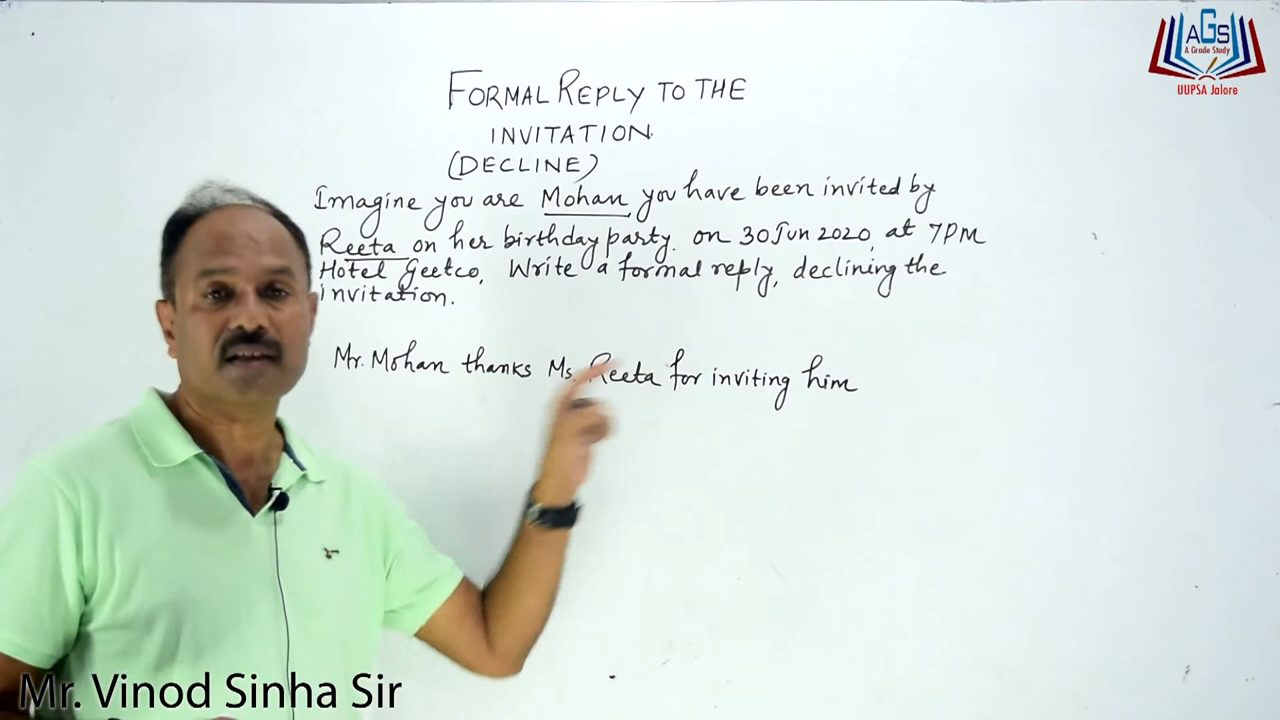 AGS
A Grade Study
UUPSA Jalore
FORMAL REPLY TO THE
INVITATION.
(DECLINE)
Imagine you are Mohan you have been invited by
Reeta on her birthday party. on 30 Jun 2020, at 7PM
Hotel Geetco, Write a formal reply, declining the
invitation.
Mr. Mohan thanks Ms. Reeta for inviting him
Mr. Vinod Sinha Sir